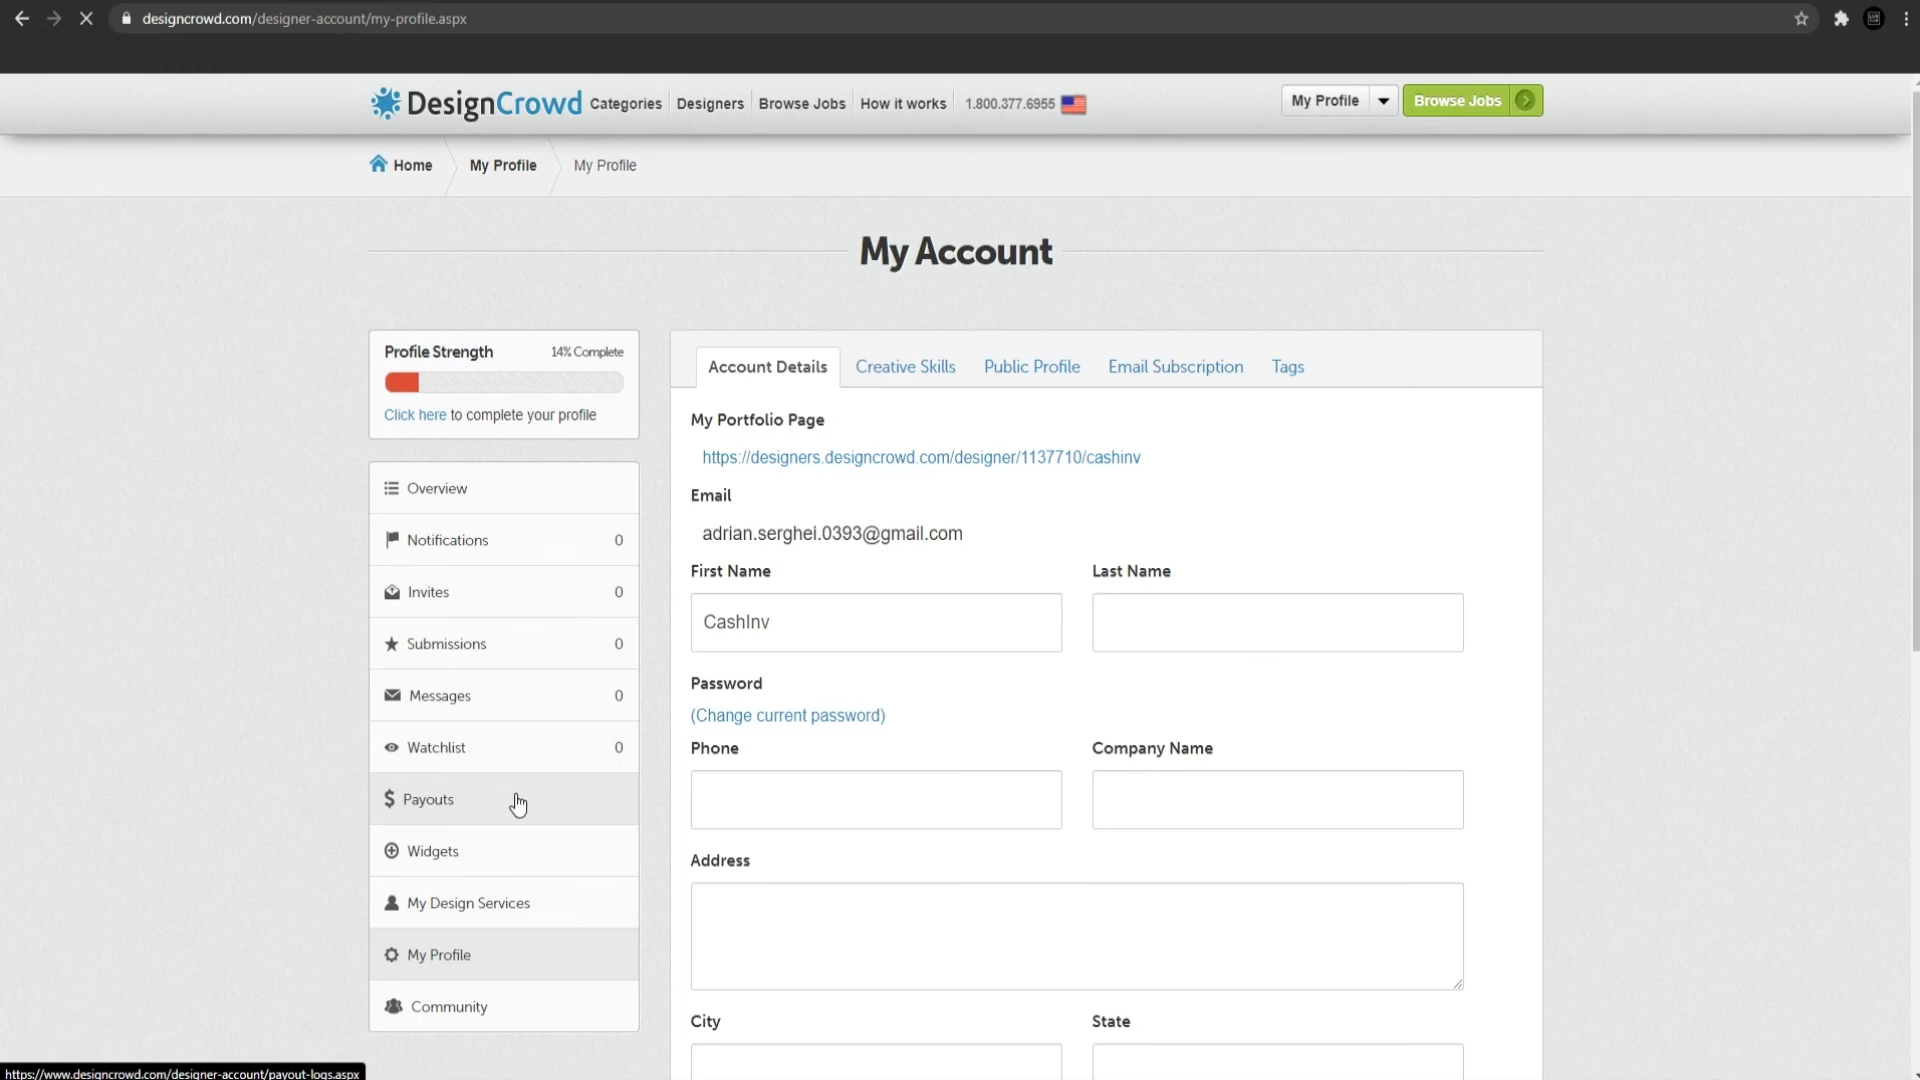 designcrowd.com/designer-account/my-profile.aspx
DesignCrowd Categories Designers Browse Jobs How it works 1.800.377.6955 My Profile Browse Jobs
Home My Profile My Profile
My Account
Profile Strength 14% Complete
Click here to complete your profile
Overview
Notifications 0
Invites 0
Submissions 0
Messages 0
Watchlist 0
Payouts
Widgets
My Design Services
My Profile
Community
Account Details Creative Skills Public Profile Email Subscription Tags
My Portfolio Page
https://designers.designcrowd.com/designer/1137710/cashinv
Email
adrian.serghei.0393@gmail.com
First Name Last Name
CashInv
Password
(Change current password)
Phone Company Name
Address
City State
https://www.designcrowd.com/designer-account/payout-logs.aspx